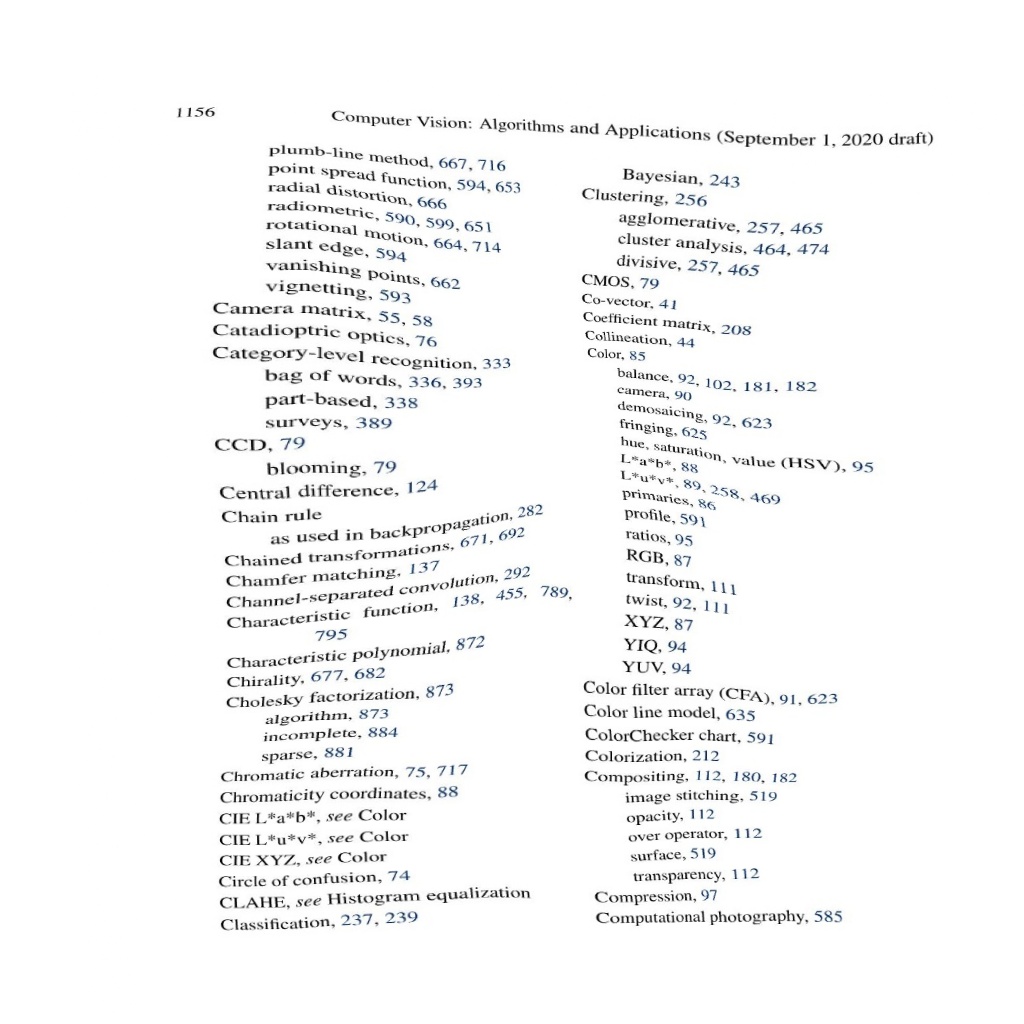 1156
Computer Vision: Algorithms and Applications (September 1, 2020 draft)
plumb-line method, 667, 716
point spread function, 594, 653
radial distortion, 666
radiometric, 590, 599, 651
rotational motion, 664, 714
slant edge, 594
vanishing points, 662
vignetting, 593
Camera matrix, 55, 58
Catadioptric optics, 76
Category-level recognition, 333
bag of words, 336, 393
part-based, 338
surveys, 389
CCD, 79
blooming, 79
Central difference, 124
Chain rule
as used in backpropagation, 282
Chained transformations, 671, 692
Chamfer matching, 137
Channel-separated convolution, 292
Characteristic function, 138, 455, 789,
795
Characteristic polynomial, 872
Chirality, 677, 682
Cholesky factorization, 873
algorithm, 873
incomplete, 884
sparse, 881
Chromatic aberration, 75, 717
Chromaticity coordinates, 88
CIE L*a*b*, see Color
CIE L*u*v*, see Color
CIE XYZ, see Color
Circle of confusion, 74
CLAHE, see Histogram equalization
Classification, 237, 239
Bayesian, 243
Clustering, 256
agglomerative, 257, 465
cluster analysis, 464, 474
divisive, 257, 465
CMOS, 79
Co-vector, 41
Coefficient matrix, 208
Collineation, 44
Color, 85
balance, 92, 102, 181, 182
camera, 90
demosaicing, 92, 623
fringing, 625
hue, saturation, value (HSV), 95
L*a*b*, 88
L*u*v*, 89, 258, 469
primaries, 86
profile, 591
ratios, 95
RGB, 87
transform, 111
twist, 92, 111
XYZ, 87
YIQ, 94
YUV, 94
Color filter array (CFA), 91, 623
Color line model, 635
ColorChecker chart, 591
Colorization, 212
Compositing, 112, 180, 182
image stitching, 519
opacity, 112
over operator, 112
surface, 519
transparency, 112
Compression, 97
Computational photography, 585